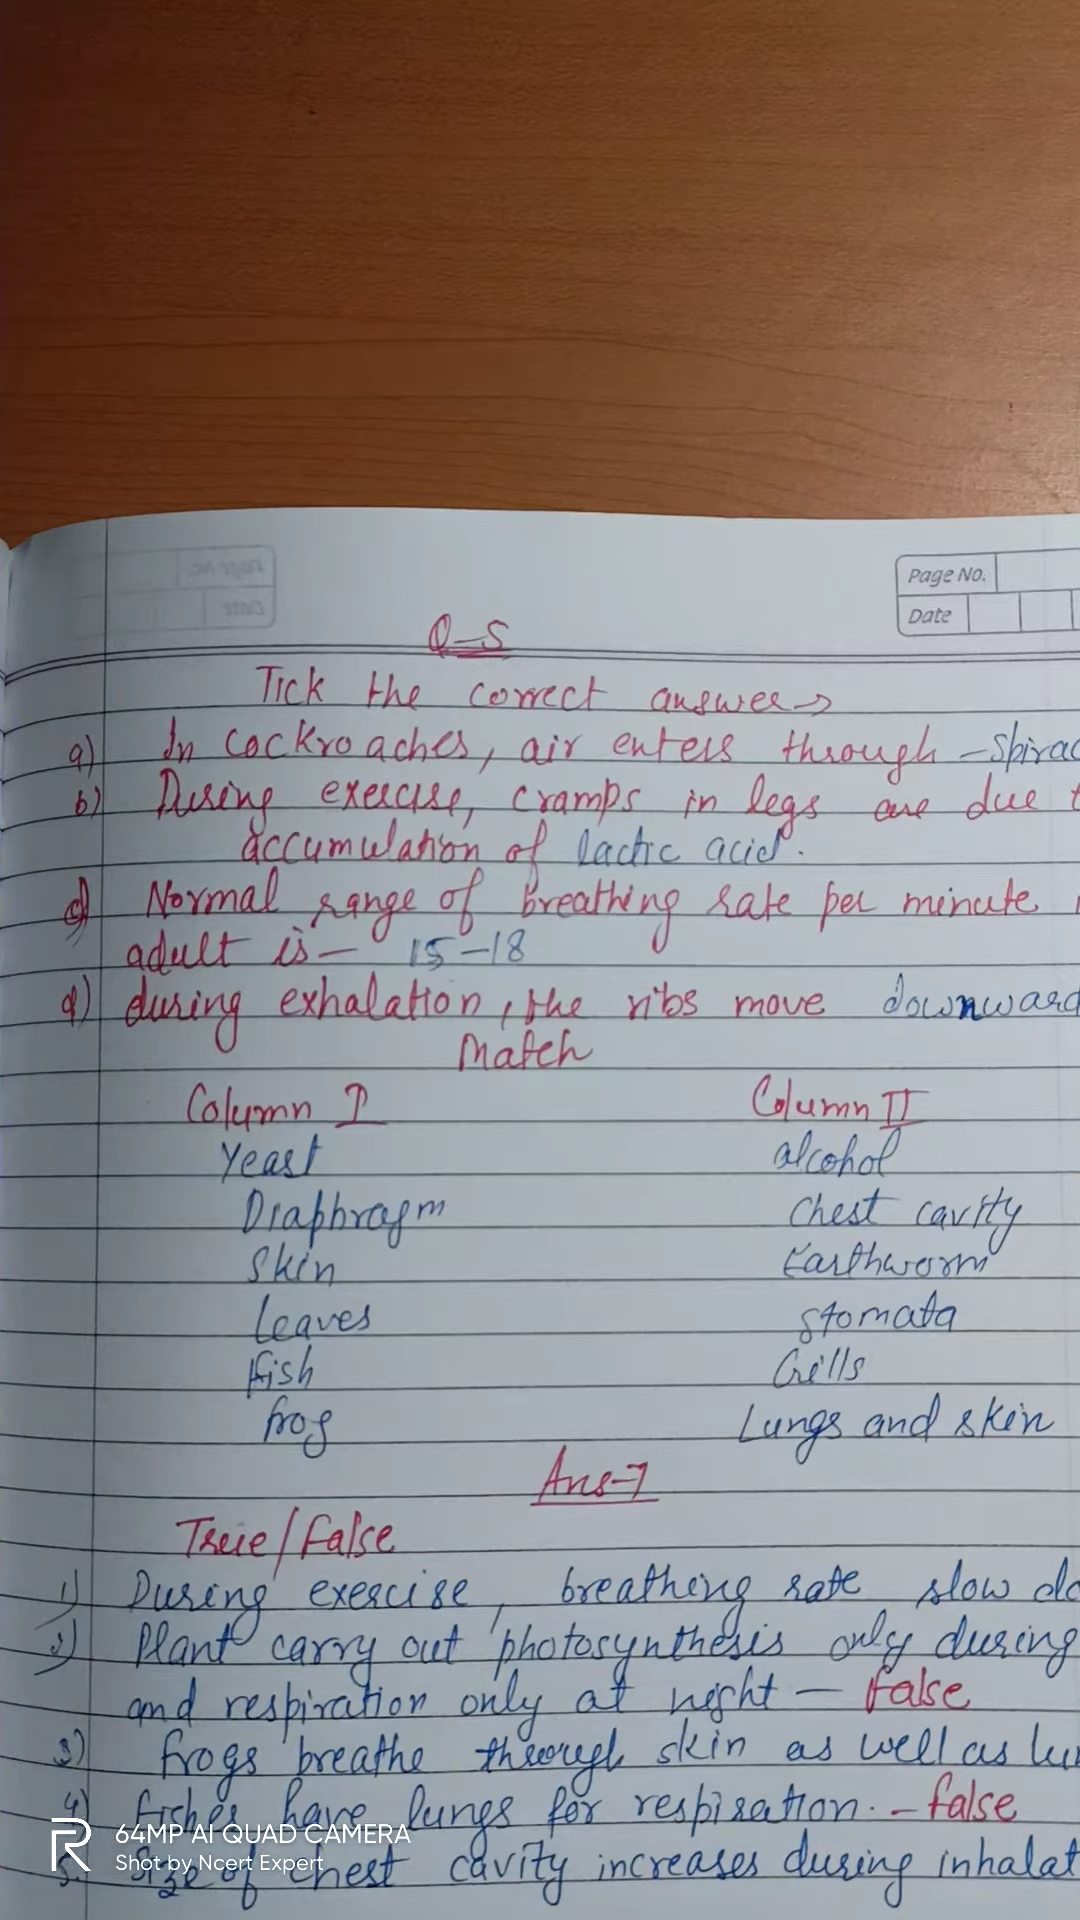 Page No.
Date
Q-5
Tick the correct answer→
a) In Cockroaches, air enters through -Spirac
b) During exercise, cramps in legs are due t
accumulation of lactic acid.
c) Normal range of breathing rate per minute
adult is — 15-18
d) during exhalation, the ribs move downward
Match
Column I Column II
Yeast alcohol
Diaphragm Chest cavity
Skin Earthworm
Leaves stomata
Fish Gills
frog Lungs and skin
Ans-7
True/False
1) During exercise, breathing rate slow do
2) Plant carry out photosynthesis only during
and respiration only at night — false
3) frogs breathe through skin as well as lu
4) Fishes have lungs for respiration. - false
5. Size of chest cavity increases during inhalat
64MP AI QUAD CAMERA
Shot by Ncert Expert